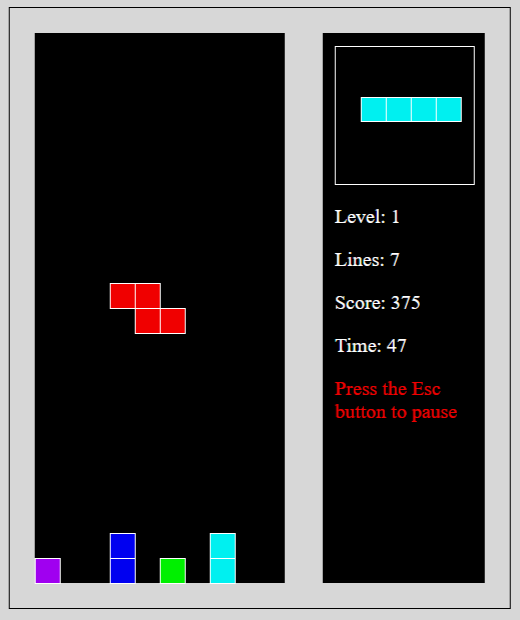 Level: 1
Lines: 7
Score: 375
Time: 47
Press the Esc
button to pause